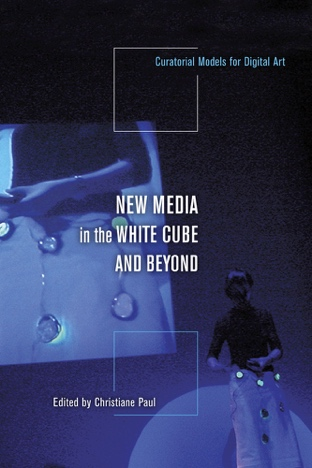 Curatorial Models for Digital Art
NEW MEDIA
in the WHITE CUBE
AND BEYOND
Edited by Christiane Paul